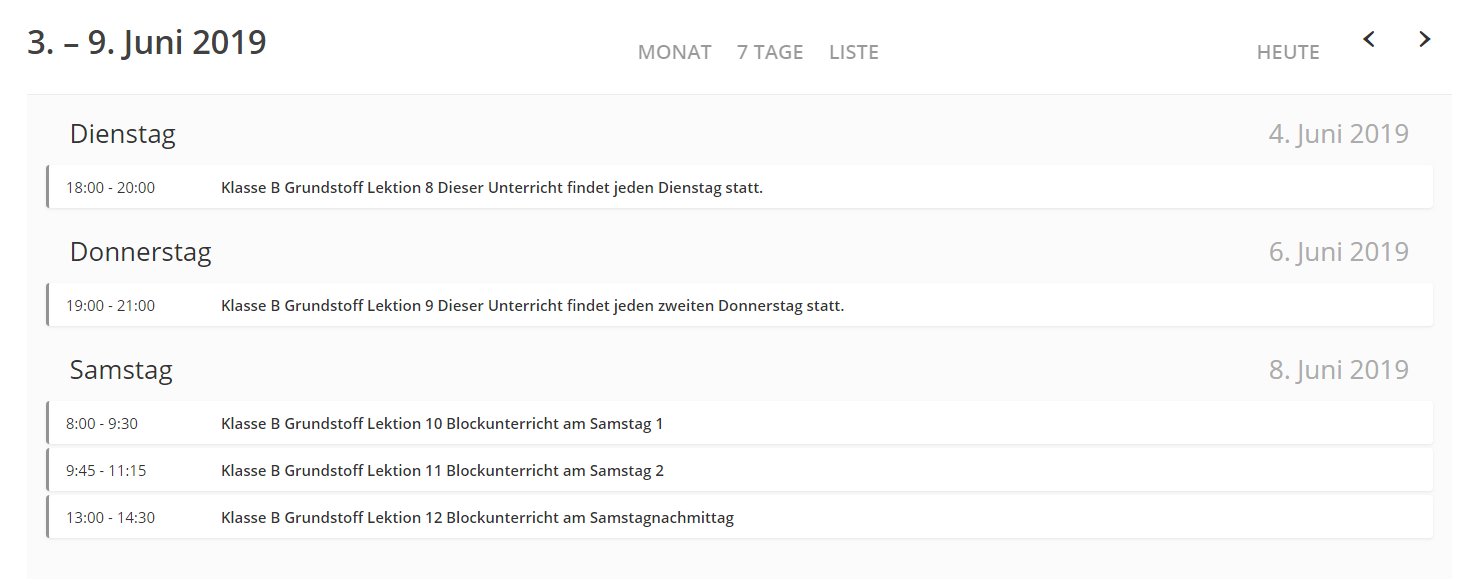 3. – 9. Juni 2019
MONAT 7 TAGE LISTE
HEUTE
Dienstag 4. Juni 2019
18:00 - 20:00 Klasse B Grundstoff Lektion 8 Dieser Unterricht findet jeden Dienstag statt.
Donnerstag 6. Juni 2019
19:00 - 21:00 Klasse B Grundstoff Lektion 9 Dieser Unterricht findet jeden zweiten Donnerstag statt.
Samstag 8. Juni 2019
8:00 - 9:30 Klasse B Grundstoff Lektion 10 Blockunterricht am Samstag 1
9:45 - 11:15 Klasse B Grundstoff Lektion 11 Blockunterricht am Samstag 2
13:00 - 14:30 Klasse B Grundstoff Lektion 12 Blockunterricht am Samstagnachmittag